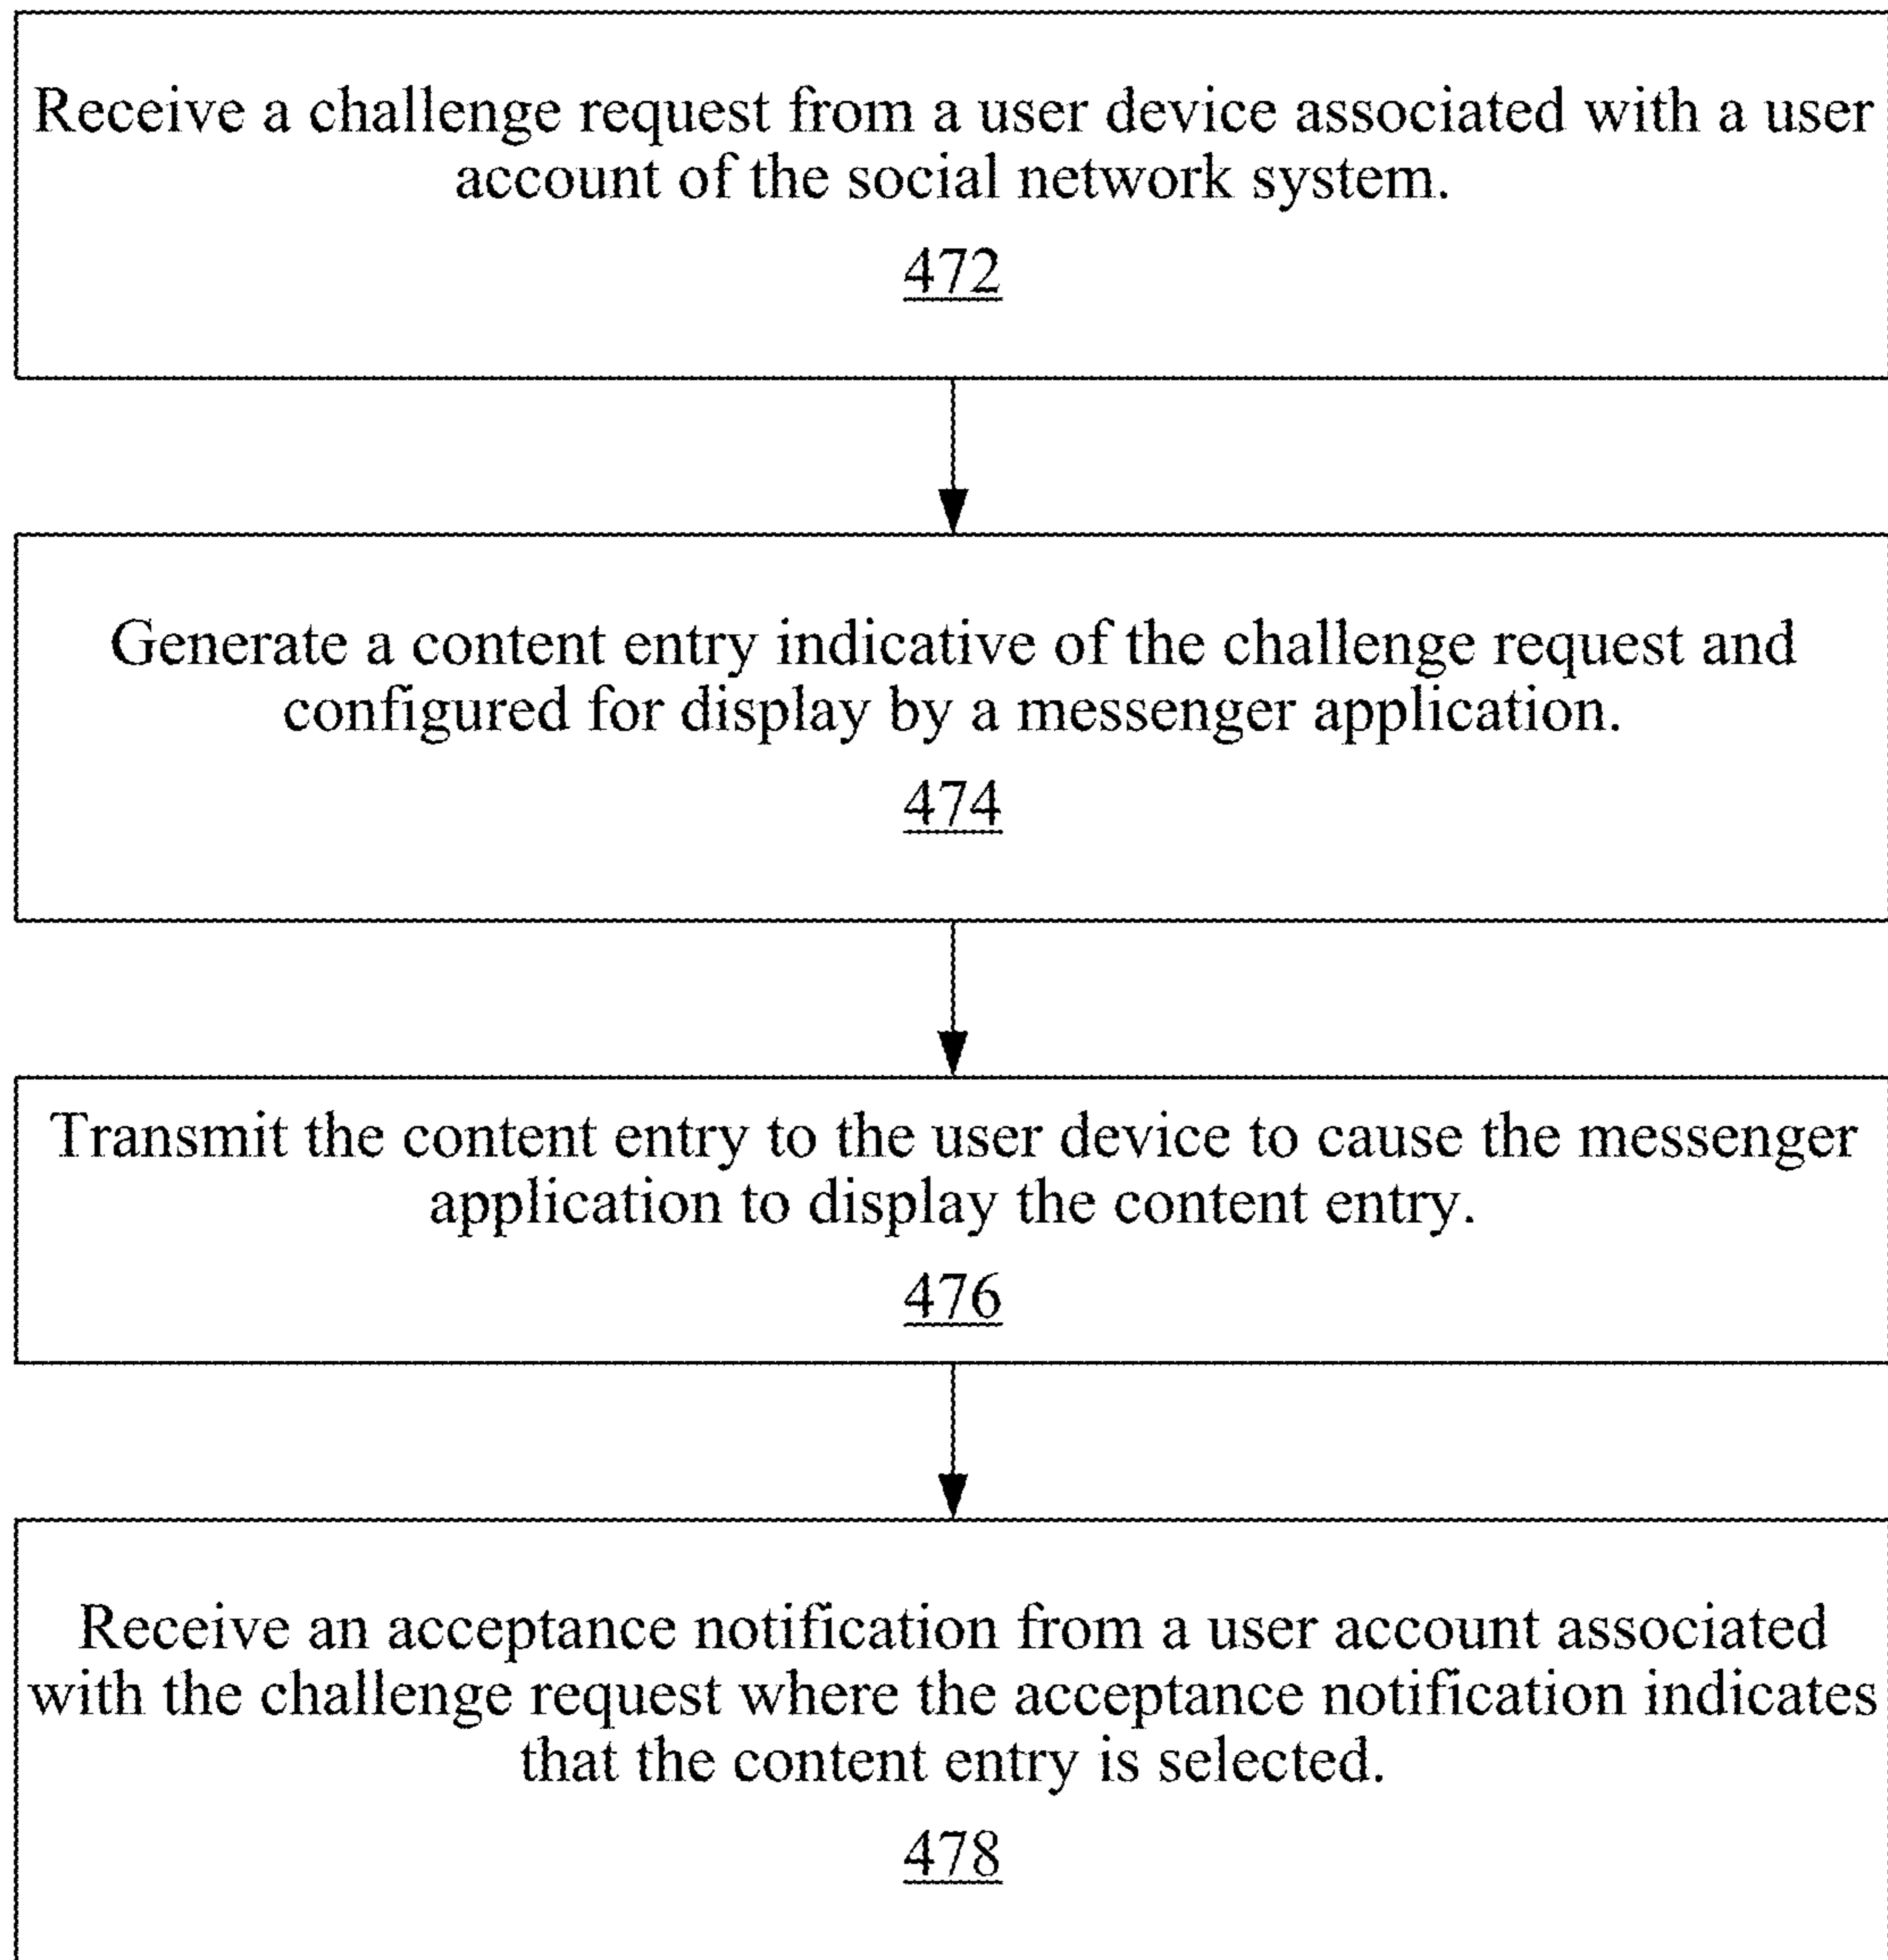 Receive a challenge request from a user device associated with a user
account of the social network system.
472
Generate a content entry indicative of the challenge request and
configured for display by a messenger application.
474
Transmit the content entry to the user device to cause the messenger
application to display the content entry.
476
Receive an acceptance notification from a user account associated
with the challenge request where the acceptance notification indicates
that the content entry is selected.
478